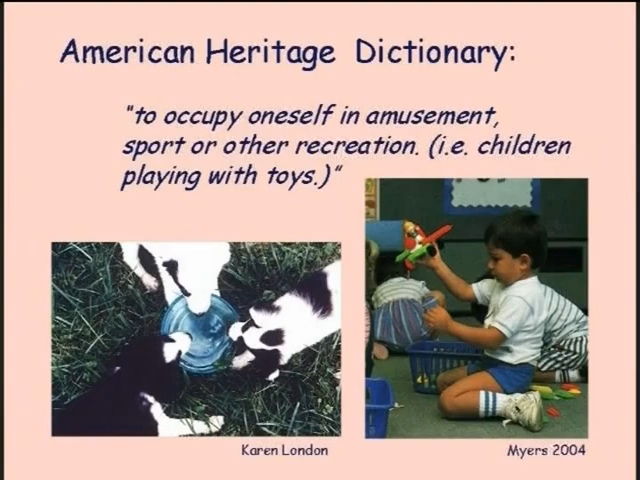 American Heritage Dictionary:
"to occupy oneself in amusement,
sport or other recreation. (i.e. children
playing with toys.)"
Karen London
Myers 2004